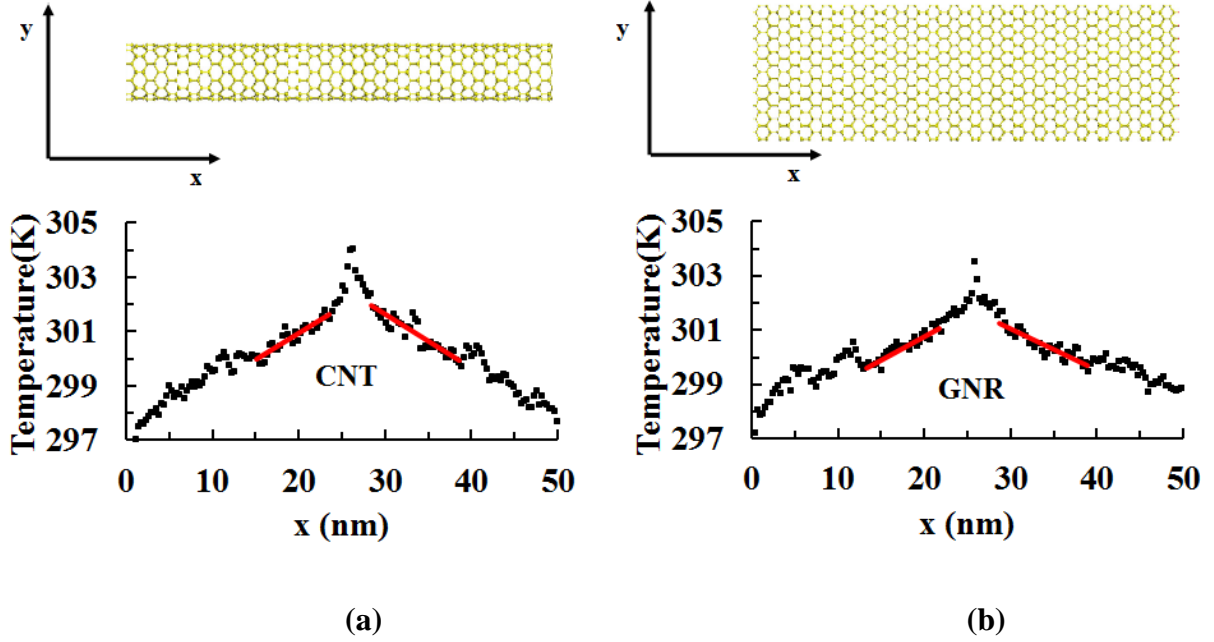 y
x
Temperature(K)
305
303
301
299
297
CNT
0 10 20 30 40 50
x (nm)
(a)
y
x
Temperature(K)
305
303
301
299
297
GNR
0 10 20 30 40 50
x (nm)
(b)